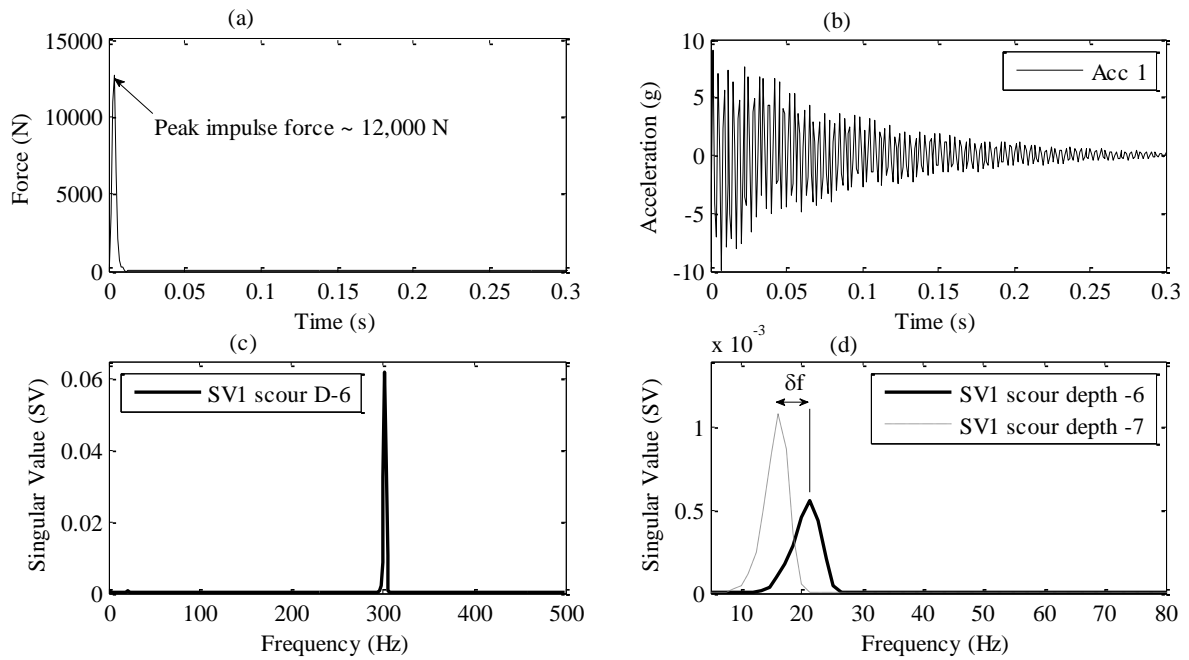 (a)
Force (N)
15000
10000
5000
0
Peak impulse force ~ 12,000 N
0 0.05 0.1 0.15 0.2 0.25 0.3
Time (s)
(b)
Acceleration (g)
10
5
0
-5
-10
Acc 1
0 0.05 0.1 0.15 0.2 0.25 0.3
Time (s)
(c)
Singular Value (SV)
0.06
0.04
0.02
0
SV1 scour D-6
0 100 200 300 400 500
Frequency (Hz)
x 10-3
(d)
Singular Value (SV)
1
0.5
0
δf
SV1 scour depth -6
SV1 scour depth -7
10 20 30 40 50 60 70 80
Frequency (Hz)